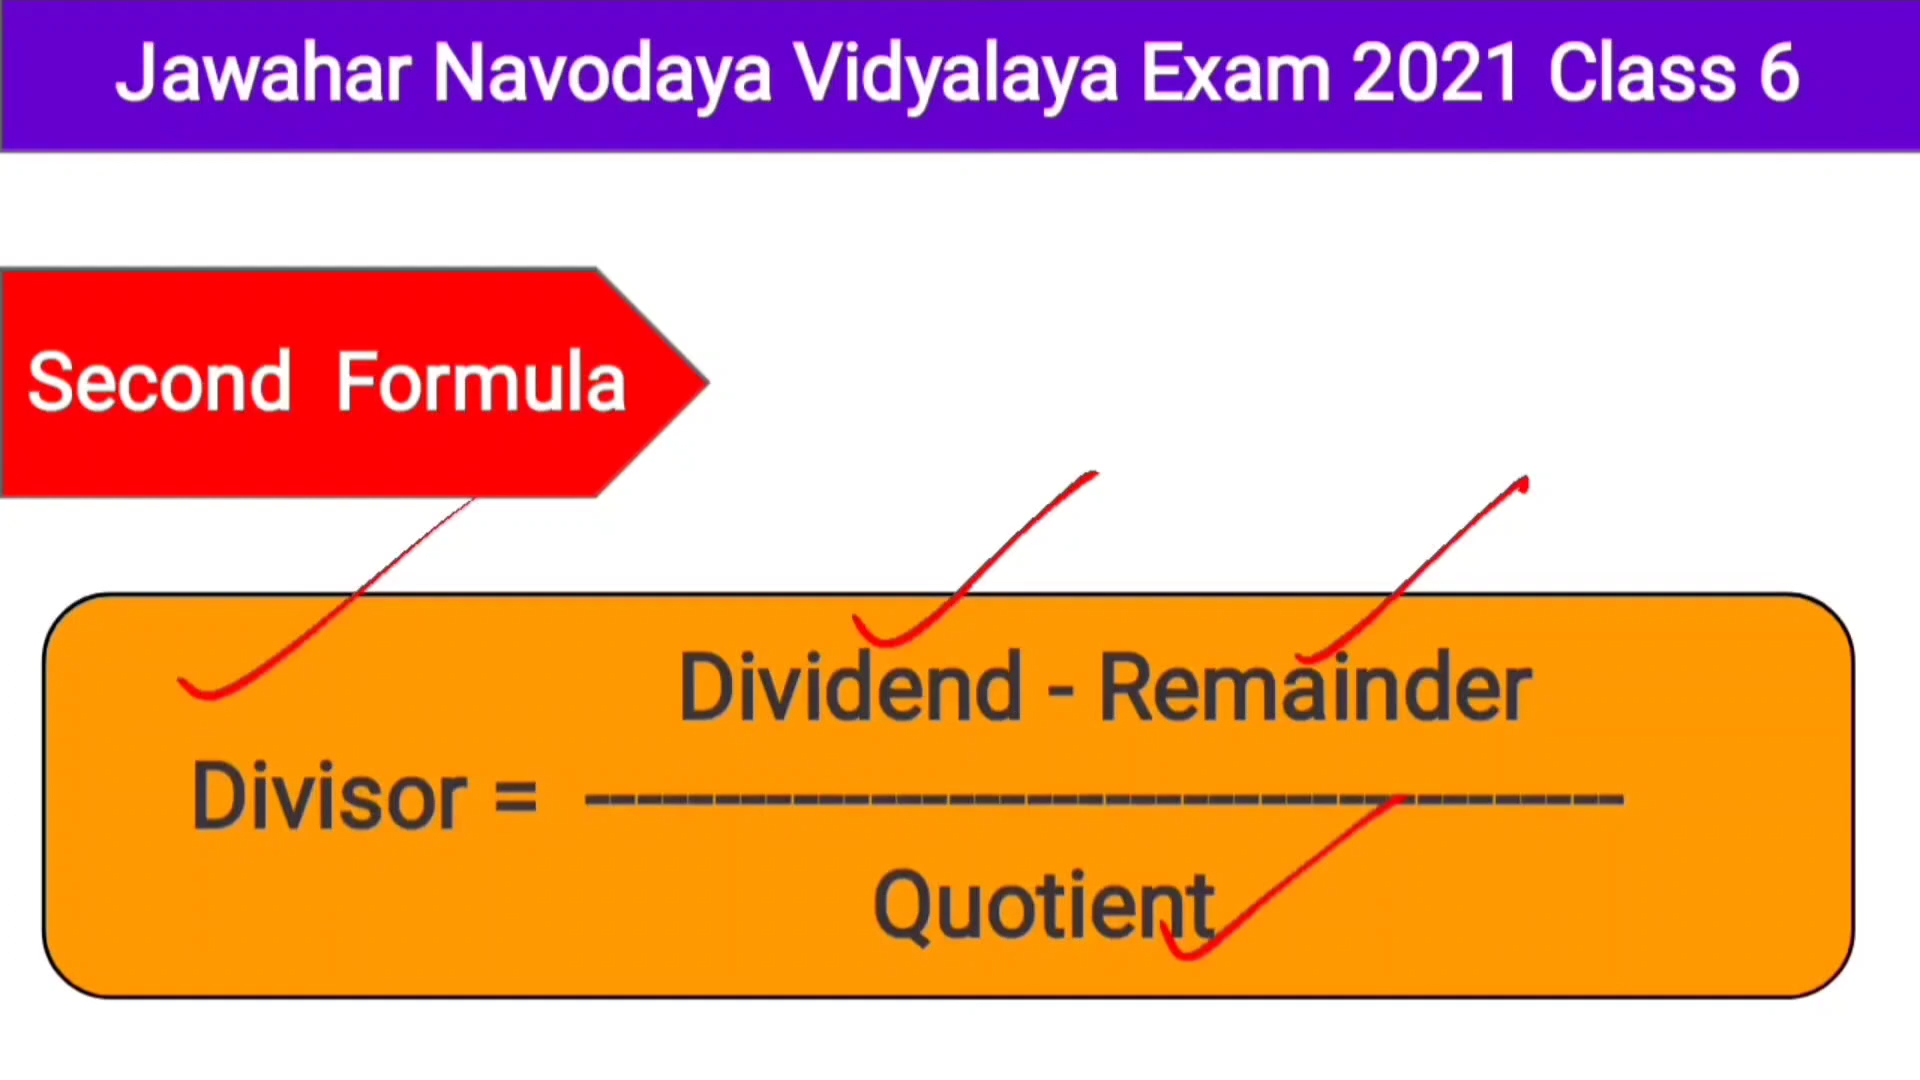 Jawahar Navodaya Vidyalaya Exam 2021 Class 6
Second Formula
Dividend - Remainder
Divisor = ----------------------------------------
Quotient